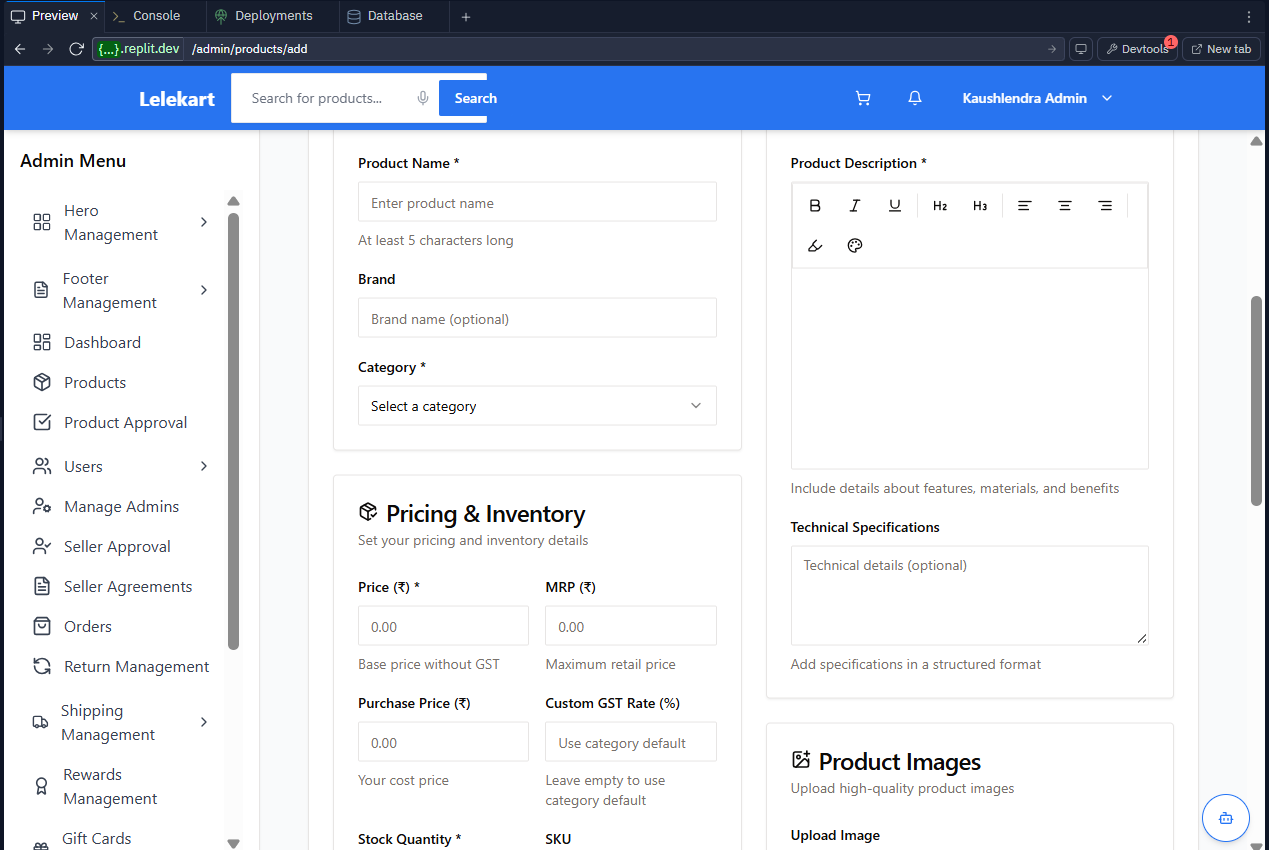 Preview
Console
Deployments
Database
{...}.replit.dev
/admin/products/add
Devtools
1
New tab
Lelekart
Search for products...
Search
Kaushlendra Admin
Admin Menu
Hero
Management
Footer
Management
Dashboard
Products
Product Approval
Users
Manage Admins
Seller Approval
Seller Agreements
Orders
Return Management
Shipping
Management
Rewards
Management
Gift Cards
Product Name *
Enter product name
At least 5 characters long
Brand
Brand name (optional)
Category *
Select a category
Pricing & Inventory
Set your pricing and inventory details
Price (₹) *
MRP (₹)
0.00
0.00
Base price without GST
Maximum retail price
Purchase Price (₹)
Custom GST Rate (%)
0.00
Use category default
Your cost price
Leave empty to use
category default
Stock Quantity *
SKU
Product Description *
B I U H2 H3
Include details about features, materials, and benefits
Technical Specifications
Technical details (optional)
Add specifications in a structured format
Product Images
Upload high-quality product images
Upload Image